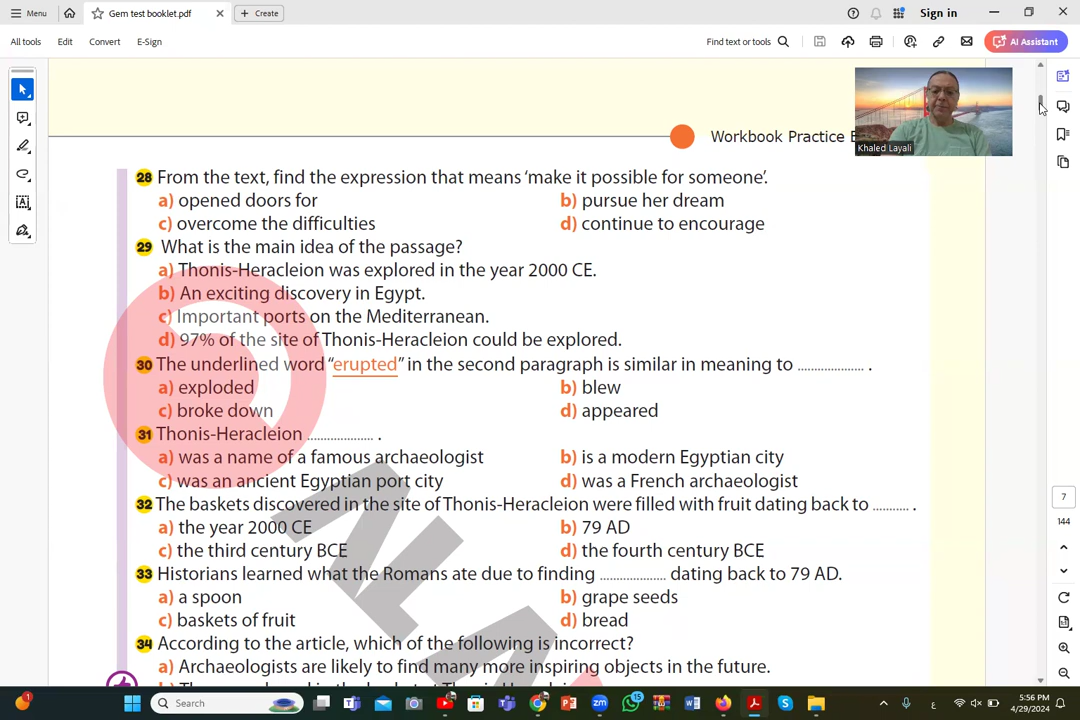 Menu
Gem test booklet.pdf
Create
Sign in
All tools
Edit
Convert
E-Sign
Find text or tools
AI Assistant
Khaled Layali
Workbook Practice E
28 From the text, find the expression that means ‘make it possible for someone’.
a) opened doors for b) pursue her dream
c) overcome the difficulties d) continue to encourage
29 What is the main idea of the passage?
a) Thonis-Heracleion was explored in the year 2000 CE.
b) An exciting discovery in Egypt.
c) Important ports on the Mediterranean.
d) 97% of the site of Thonis-Heracleion could be explored.
30 The underlined word “erupted” in the second paragraph is similar in meaning to .................... .
a) exploded b) blew
c) broke down d) appeared
31 Thonis-Heracleion .................... .
a) was a name of a famous archaeologist b) is a modern Egyptian city
c) was an ancient Egyptian port city d) was a French archaeologist
32 The baskets discovered in the site of Thonis-Heracleion were filled with fruit dating back to ........... .
a) the year 2000 CE b) 79 AD
c) the third century BCE d) the fourth century BCE
33 Historians learned what the Romans ate due to finding .................... dating back to 79 AD.
a) a spoon b) grape seeds
c) baskets of fruit d) bread
34 According to the article, which of the following is incorrect?
a) Archaeologists are likely to find many more inspiring objects in the future.
7
144
1
Search
15
ع
5:56 PM
4/29/2024